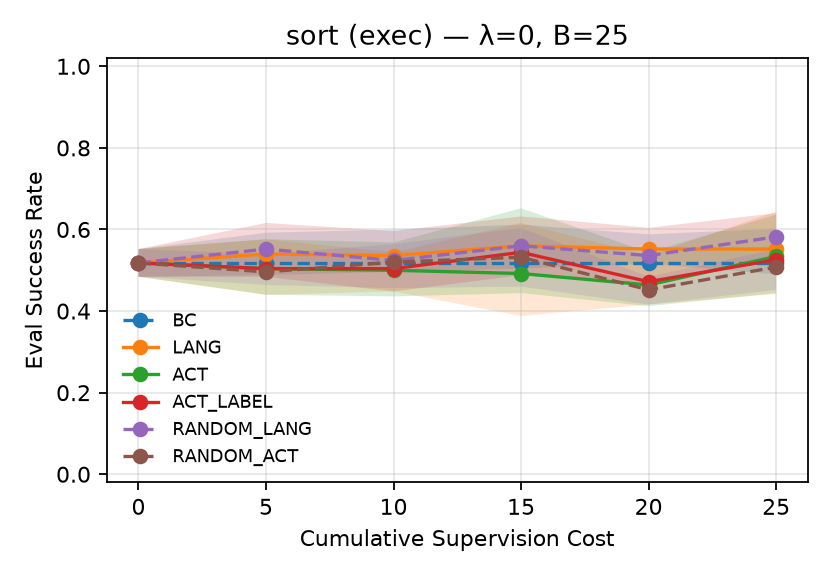 sort (exec) — λ=0, B=25
Eval Success Rate
1.0
0.8
0.6
0.4
0.2
0.0
BC
LANG
ACT
ACT_LABEL
RANDOM_LANG
RANDOM_ACT
0 5 10 15 20 25
Cumulative Supervision Cost